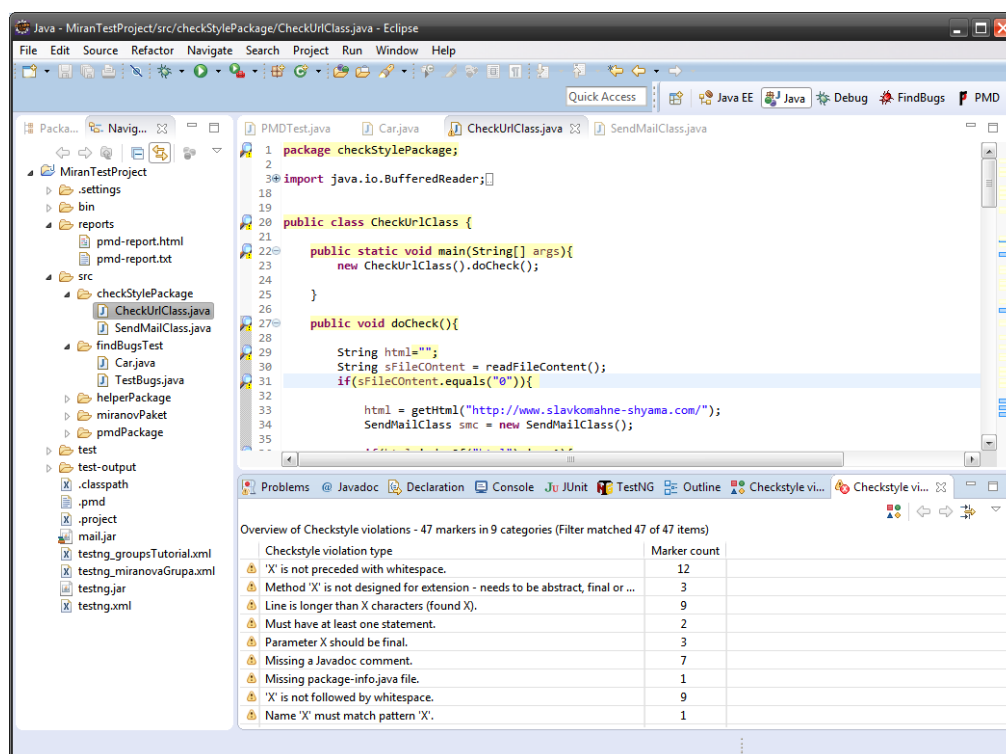 Java - MiranTestProject/src/checkStylePackage/CheckUrlClass.java - Eclipse
File Edit Source Refactor Navigate Search Project Run Window Help
Quick Access Java EE Java Debug FindBugs PMD
Packa... Navig...
MiranTestProject
.settings
bin
reports
pmd-report.html
pmd-report.txt
src
checkStylePackage
CheckUrlClass.java
SendMailClass.java
findBugsTest
Car.java
TestBugs.java
helperPackage
miranovPaket
pmdPackage
test
test-output
.classpath
.pmd
.project
mail.jar
testng_groupsTutorial.xml
testng_miranovaGrupa.xml
testng.jar
testng.xml
PMDTest.java Car.java CheckUrlClass.java SendMailClass.java
1 package checkStylePackage;
2
3 import java.io.BufferedReader;
18
19
20 public class CheckUrlClass {
21
22 public static void main(String[] args){
23 new CheckUrlClass().doCheck();
24
25 }
26
27 public void doCheck(){
28
29 String html="";
30 String sFileCOntent = readFileContent();
31 if(sFileCOntent.equals("0")){
32
33 html = getHtml("http://www.slavkomahne-shyama.com/");
34 SendMailClass smc = new SendMailClass();
35
Problems @ Javadoc Declaration Console Ju JUnit TestNG Outline Checkstyle vi... Checkstyle vi...
Overview of Checkstyle violations - 47 markers in 9 categories (Filter matched 47 of 47 items)
Checkstyle violation type Marker count
'X' is not preceded with whitespace. 12
Method 'X' is not designed for extension - needs to be abstract, final or ... 3
Line is longer than X characters (found X). 9
Must have at least one statement. 2
Parameter X should be final. 3
Missing a Javadoc comment. 7
Missing package-info.java file. 1
'X' is not followed by whitespace. 9
Name 'X' must match pattern 'X'. 1